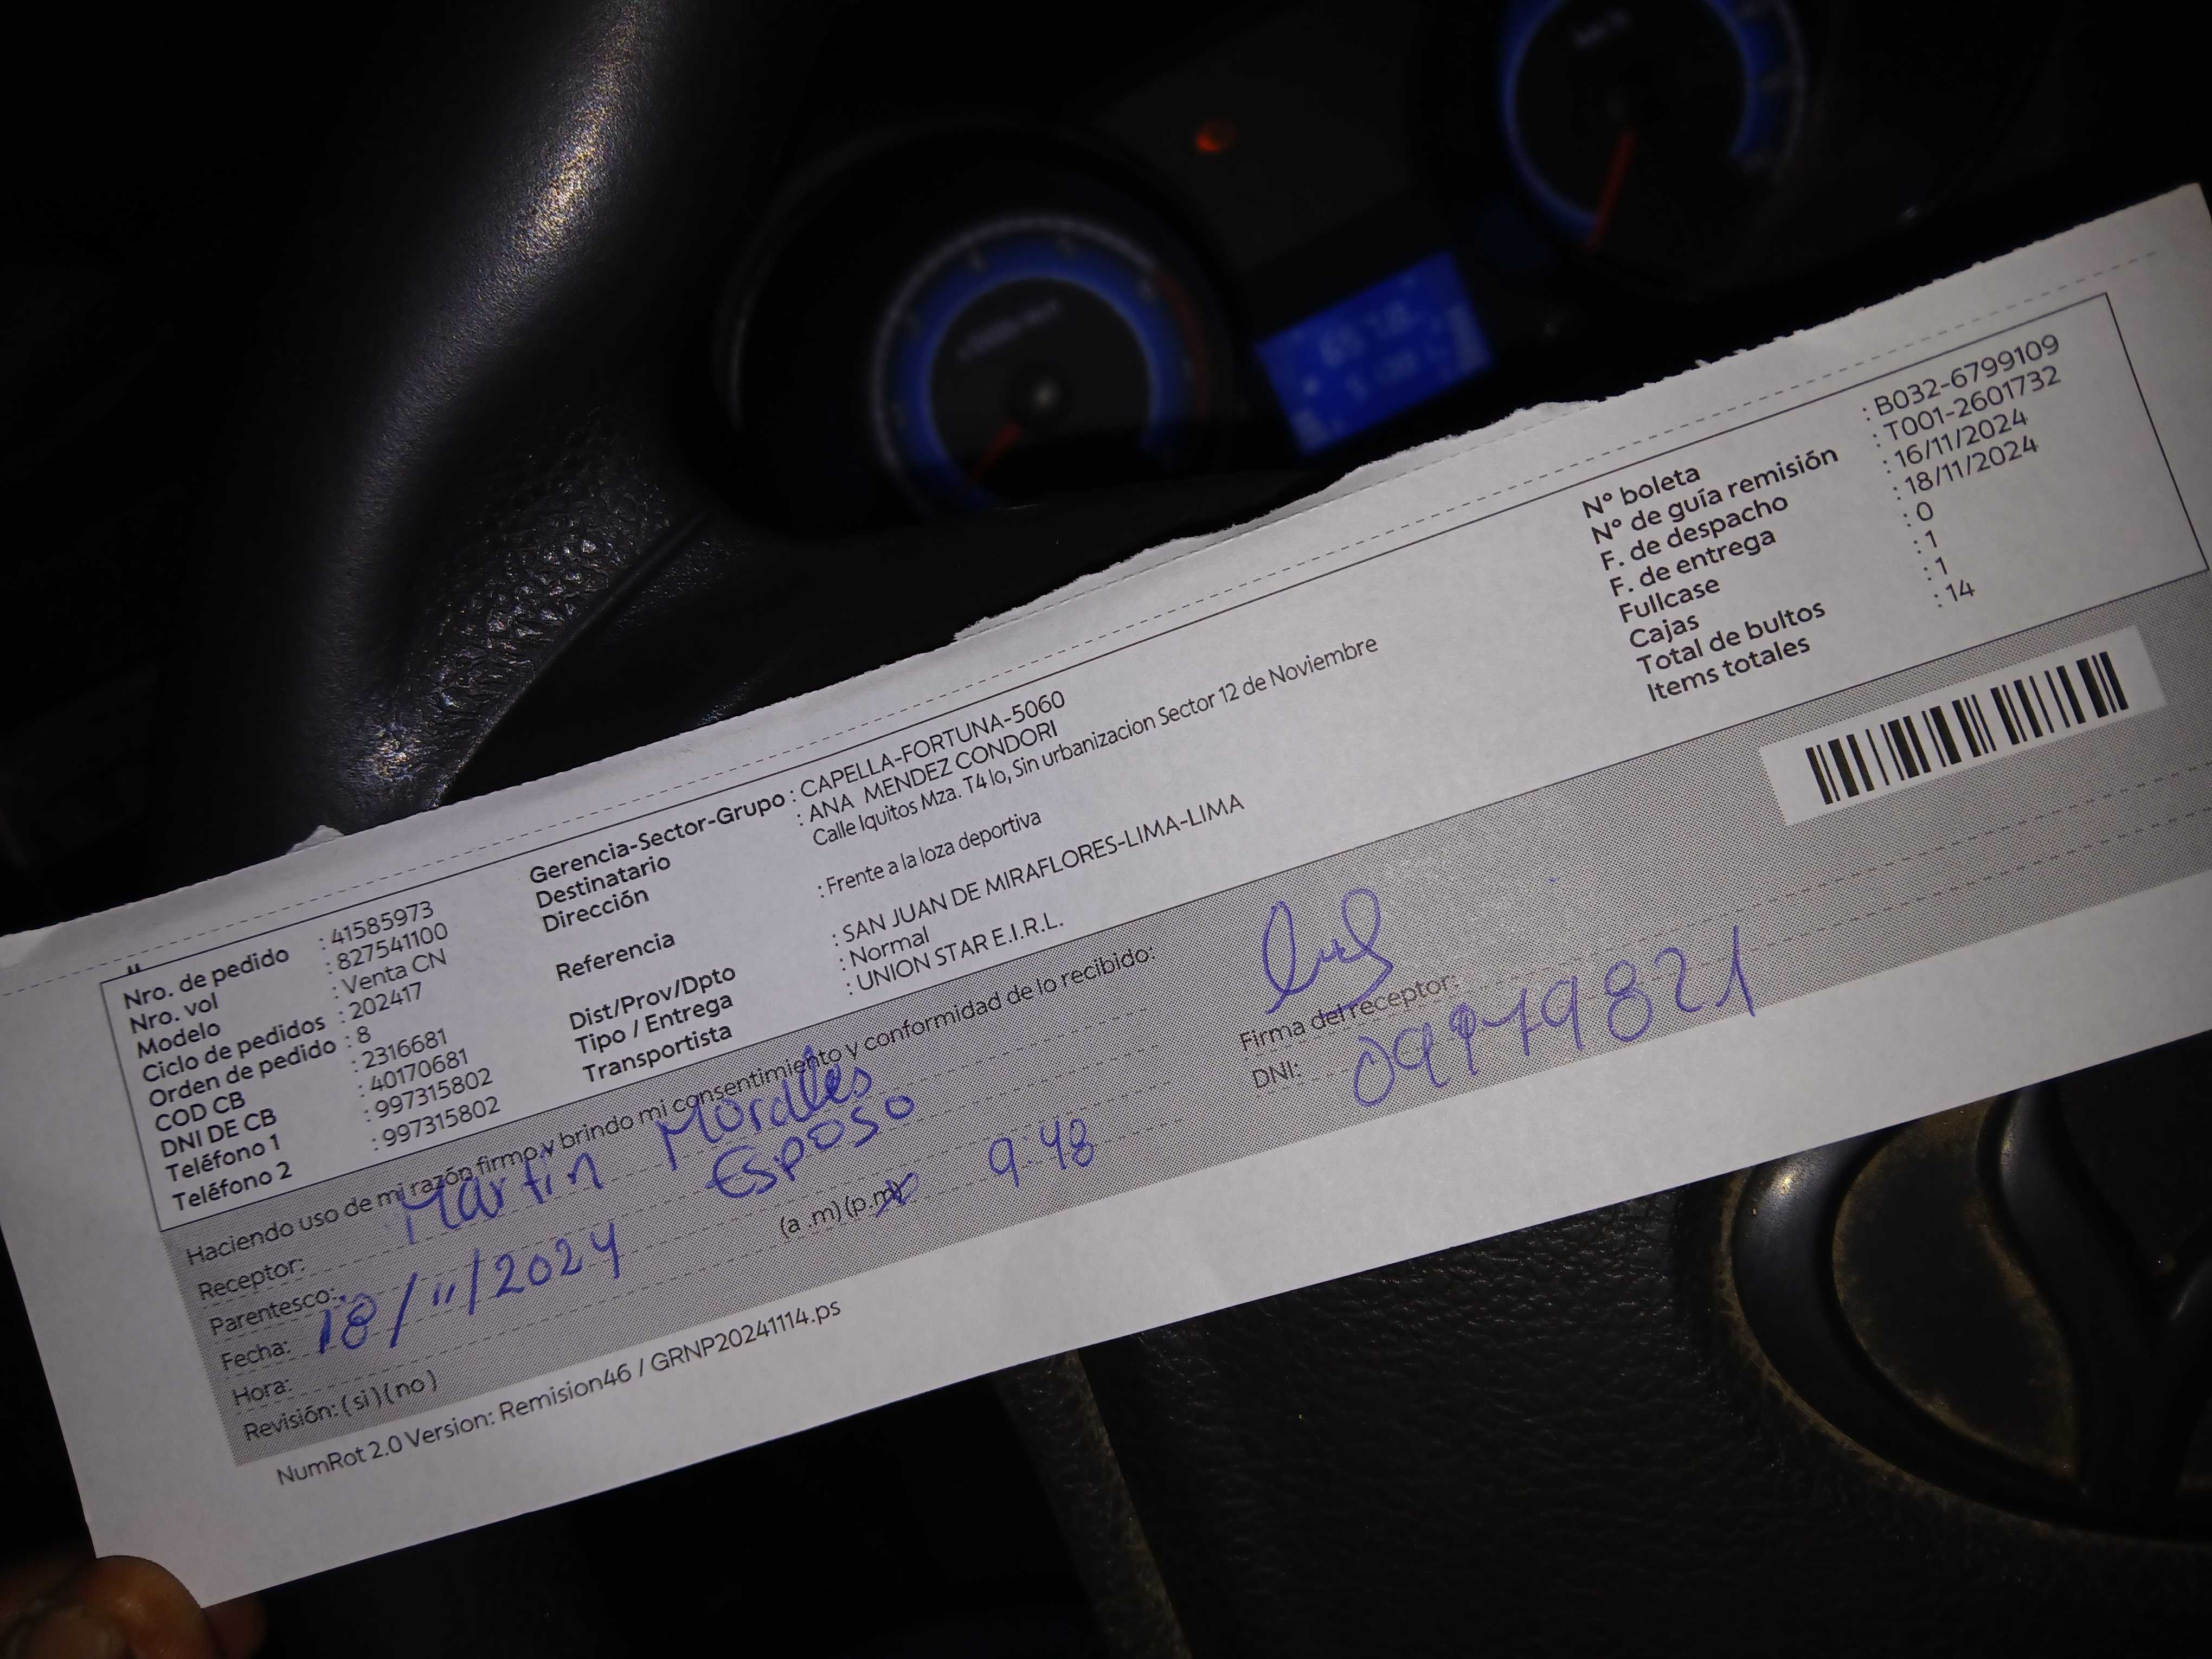 Nro. de pedido : 41585973
Nro. vol : 827541100
Modelo : Venta CN
Ciclo de pedidos : 202417
Orden de pedido : 8
COD CB : 2316681
DNI DE CB : 40170681
Teléfono 1 : 997315802
Teléfono 2 : 997315802
Gerencia-Sector-Grupo : CAPELLA-FORTUNA-5060
Destinatario : ANA MENDEZ CONDORI
Dirección Calle Iquitos Mza. T4 lo, Sin urbanizacion Sector 12 de Noviembre
Referencia : Frente a la loza deportiva
Dist/Prov/Dpto : SAN JUAN DE MIRAFLORES-LIMA-LIMA
Tipo / Entrega : Normal
Transportista : UNION STAR E.I.R.L.
N° boleta : B032-6799109
N° de guía remisión : T001-2601732
F. de despacho : 16/11/2024
F. de entrega : 18/11/2024
Fullcase : 0
Cajas : 1
Total de bultos : 1
Items totales : 14
Haciendo uso de mi razón firmo y brindo mi consentimiento y conformidad de lo recibido:
Receptor: Martin Morales
Parentesco: Esposo
Fecha: 18/11/2024
Hora: (a .m)(p.m) 9:48
Revisión: (si)(no)
Firma del receptor:
DNI:
NumRot 2.0 Version: Remision46 / GRNP20241114.ps